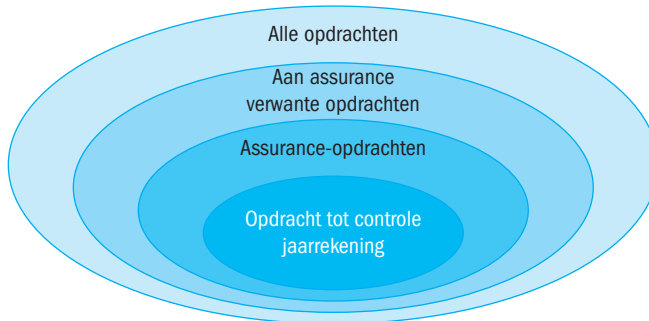 Alle opdrachten
Aan assurance
verwante opdrachten
Assurance-opdrachten
Opdracht tot controle
jaarrekening